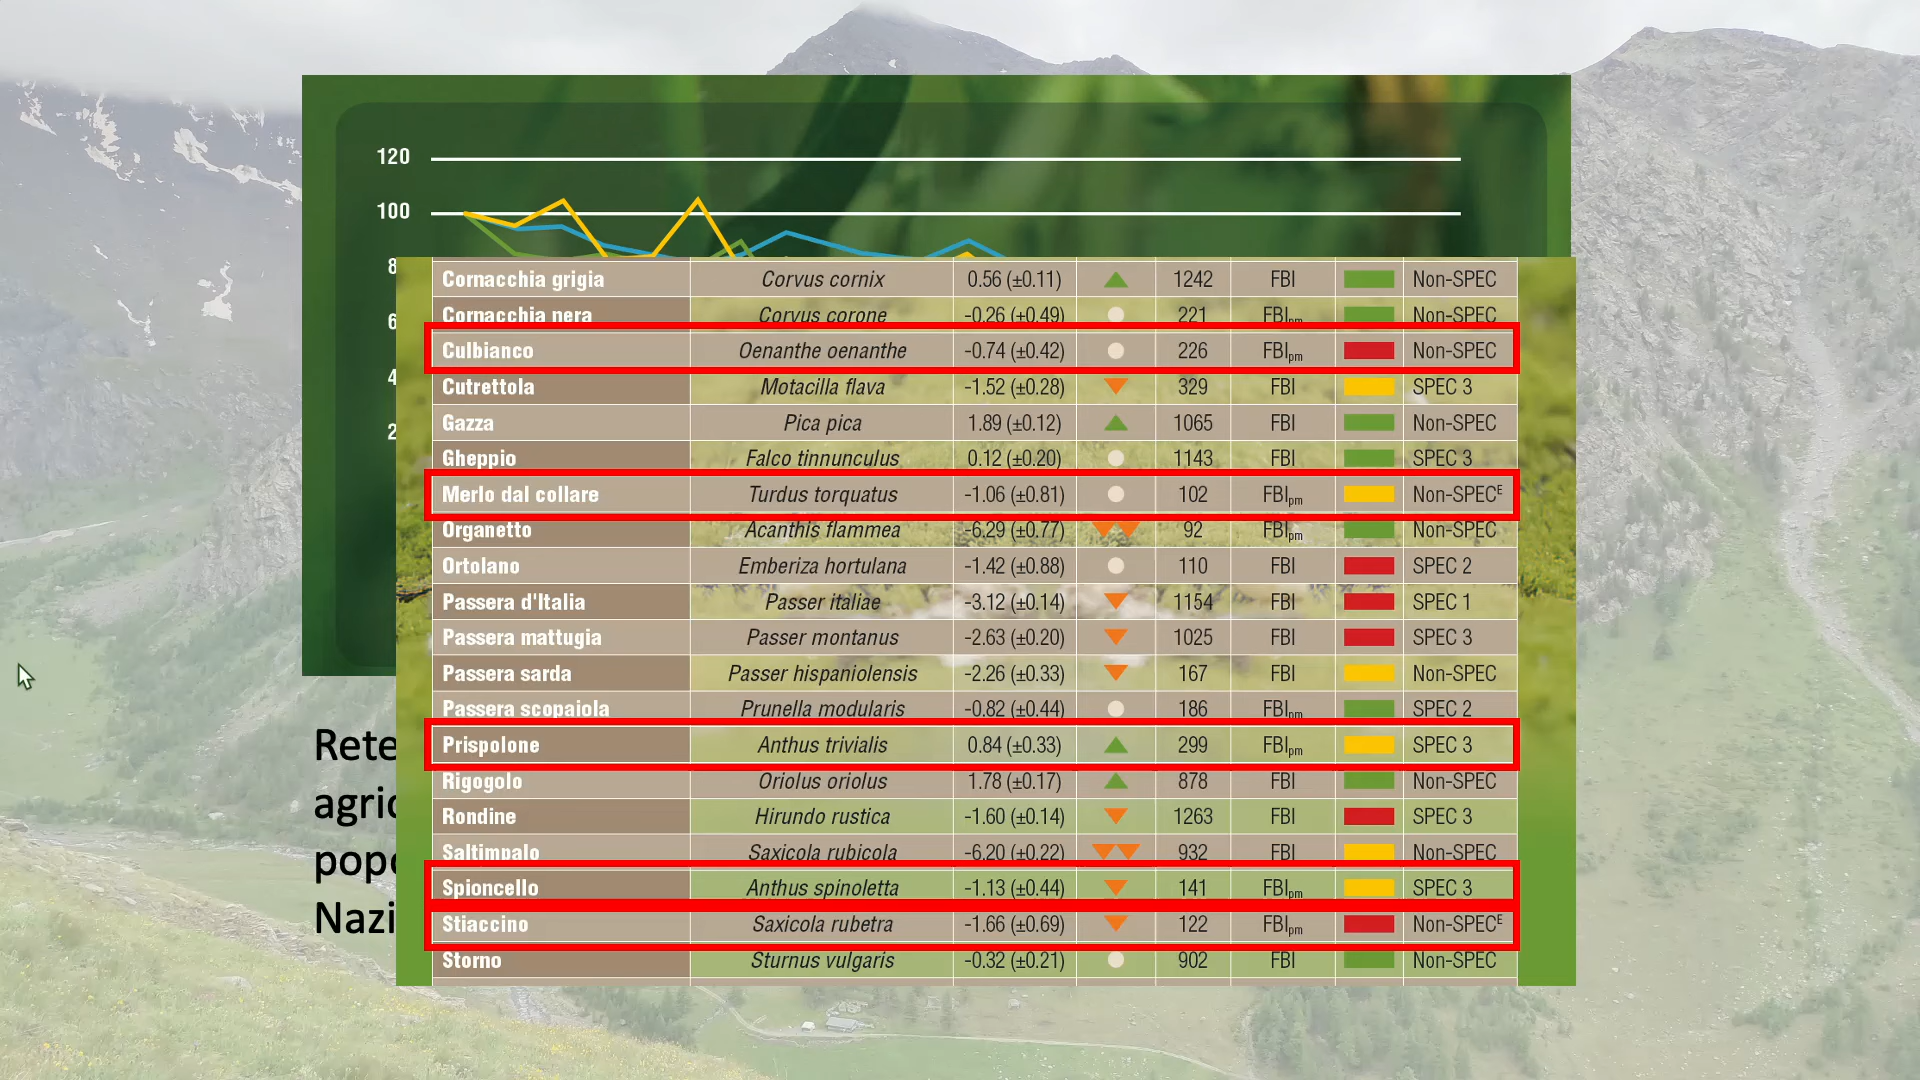 120
100
8
6
4
2
Cornacchia grigia Corvus cornix 0.56 (±0.11) 1242 FBI Non-SPEC
Cornacchia nera Corvus corone -0.26 (±0.49) 221 FBIpm Non-SPEC
Culbianco Oenanthe oenanthe -0.74 (±0.42) 226 FBIpm Non-SPEC
Cutrettola Motacilla flava -1.52 (±0.28) 329 FBI SPEC 3
Gazza Pica pica 1.89 (±0.12) 1065 FBI Non-SPEC
Gheppio Falco tinnunculus 0.12 (±0.20) 1143 FBI SPEC 3
Merlo dal collare Turdus torquatus -1.06 (±0.81) 102 FBIpm Non-SPECE
Organetto Acanthis flammea -6.29 (±0.77) 92 FBIpm Non-SPEC
Ortolano Emberiza hortulana -1.42 (±0.88) 110 FBI SPEC 2
Passera d'Italia Passer italiae -3.12 (±0.14) 1154 FBI SPEC 1
Passera mattugia Passer montanus -2.63 (±0.20) 1025 FBI SPEC 3
Passera sarda Passer hispaniolensis -2.26 (±0.33) 167 FBI Non-SPEC
Passera scopaiola Prunella modularis -0.82 (±0.44) 186 FBIpm SPEC 2
Prispolone Anthus trivialis 0.84 (±0.33) 299 FBIpm SPEC 3
Rigogolo Oriolus oriolus 1.78 (±0.17) 878 FBI Non-SPEC
Rondine Hirundo rustica -1.60 (±0.14) 1263 FBI SPEC 3
Saltimpalo Saxicola rubicola -6.20 (±0.22) 932 FBI Non-SPEC
Spioncello Anthus spinoletta -1.13 (±0.44) 141 FBIpm SPEC 3
Stiaccino Saxicola rubetra -1.66 (±0.69) 122 FBIpm Non-SPECE
Storno Sturnus vulgaris -0.32 (±0.21) 902 FBI Non-SPEC
Rete
agric
pop
Nazi